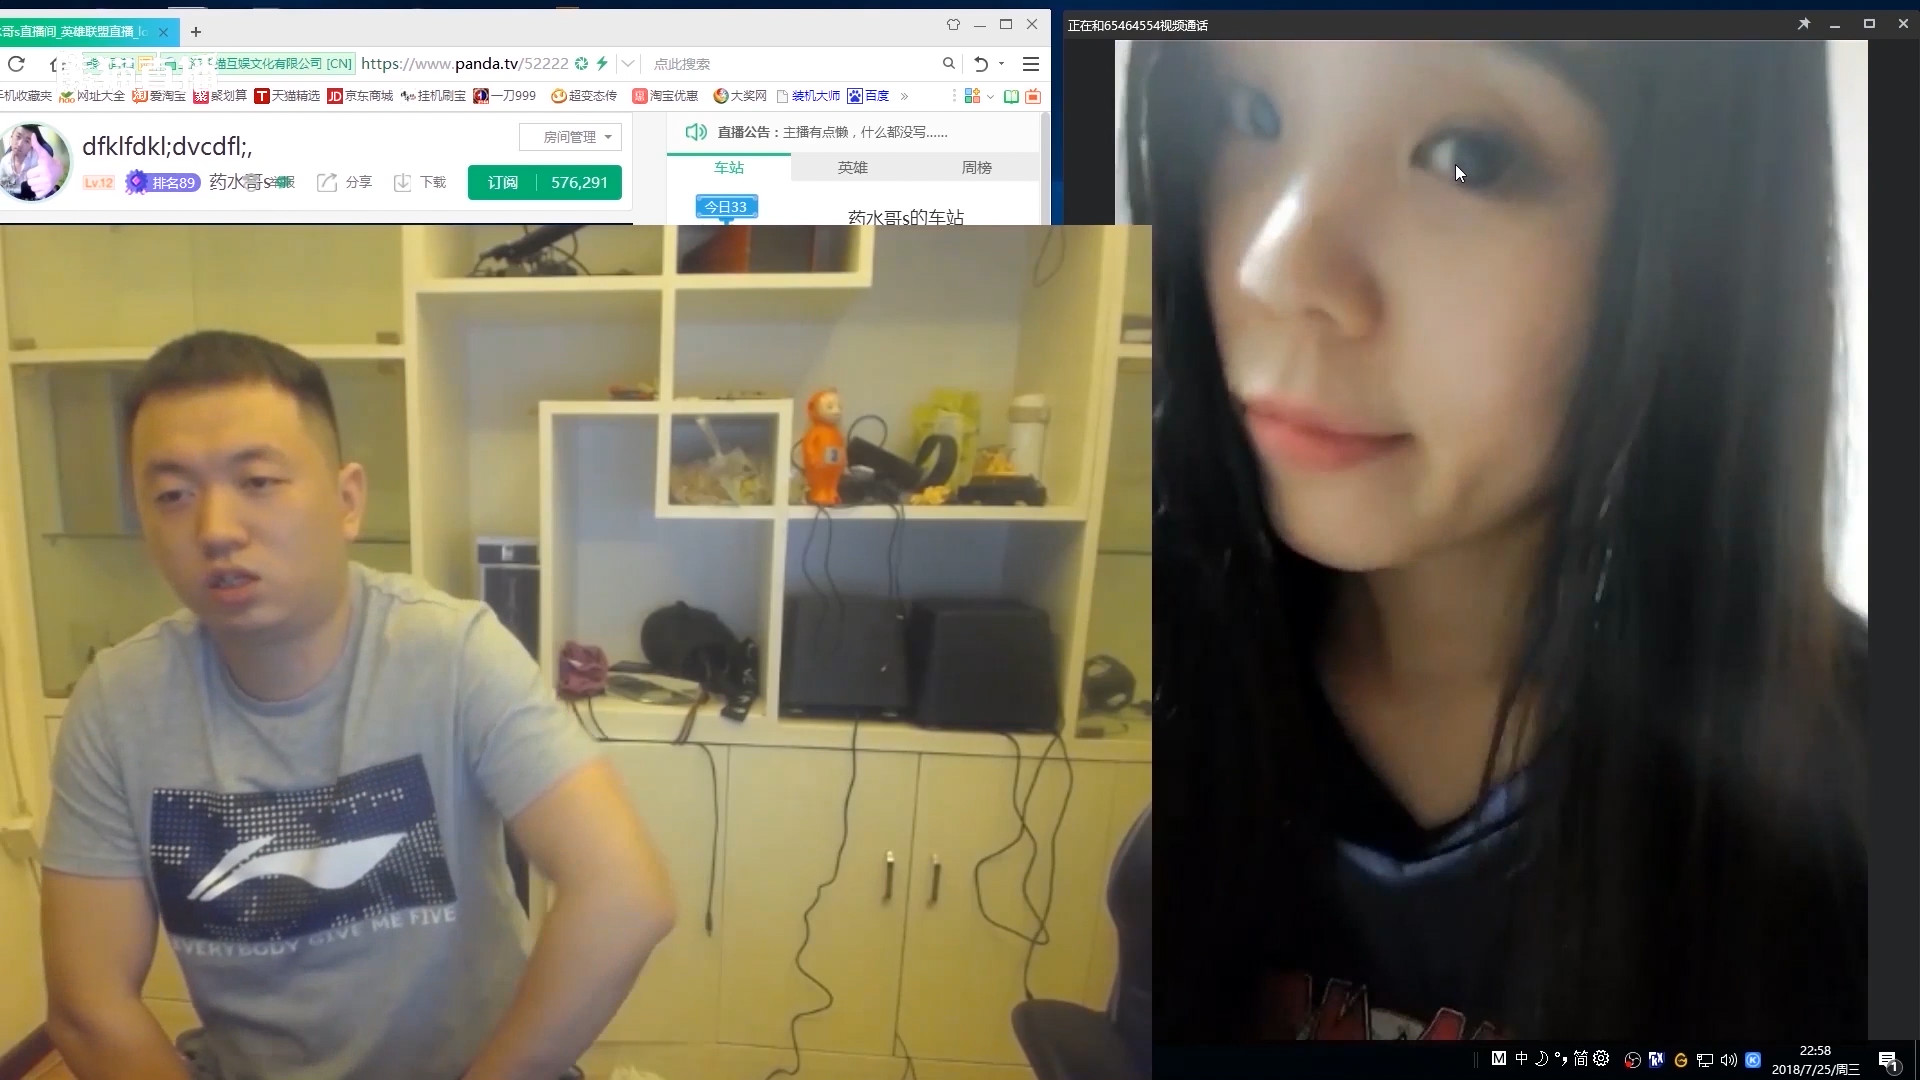 哥s直播间_英雄联盟直播_lo
正在和65464554视频通话
猫互娱文化有限公司 [CN]
https://www.panda.tv/52222
点此搜索
手机收藏夹
网址大全
爱淘宝
聚划算
天猫精选
京东商城
挂机刷宝
一刀999
超变态传
淘宝优惠
大奖网
装机大师
百度
dfklfdkl;dvcdfl;,
房间管理
Lv.12
排名89
药水哥s
举报
分享
下载
订阅
576,291
直播公告：主播有点懒，什么都没写......
车站
英雄
周榜
今日33
药水哥s的车站
EVERYBODY GIVE ME FIVE
中
简
22:58
2018/7/25/周三
1